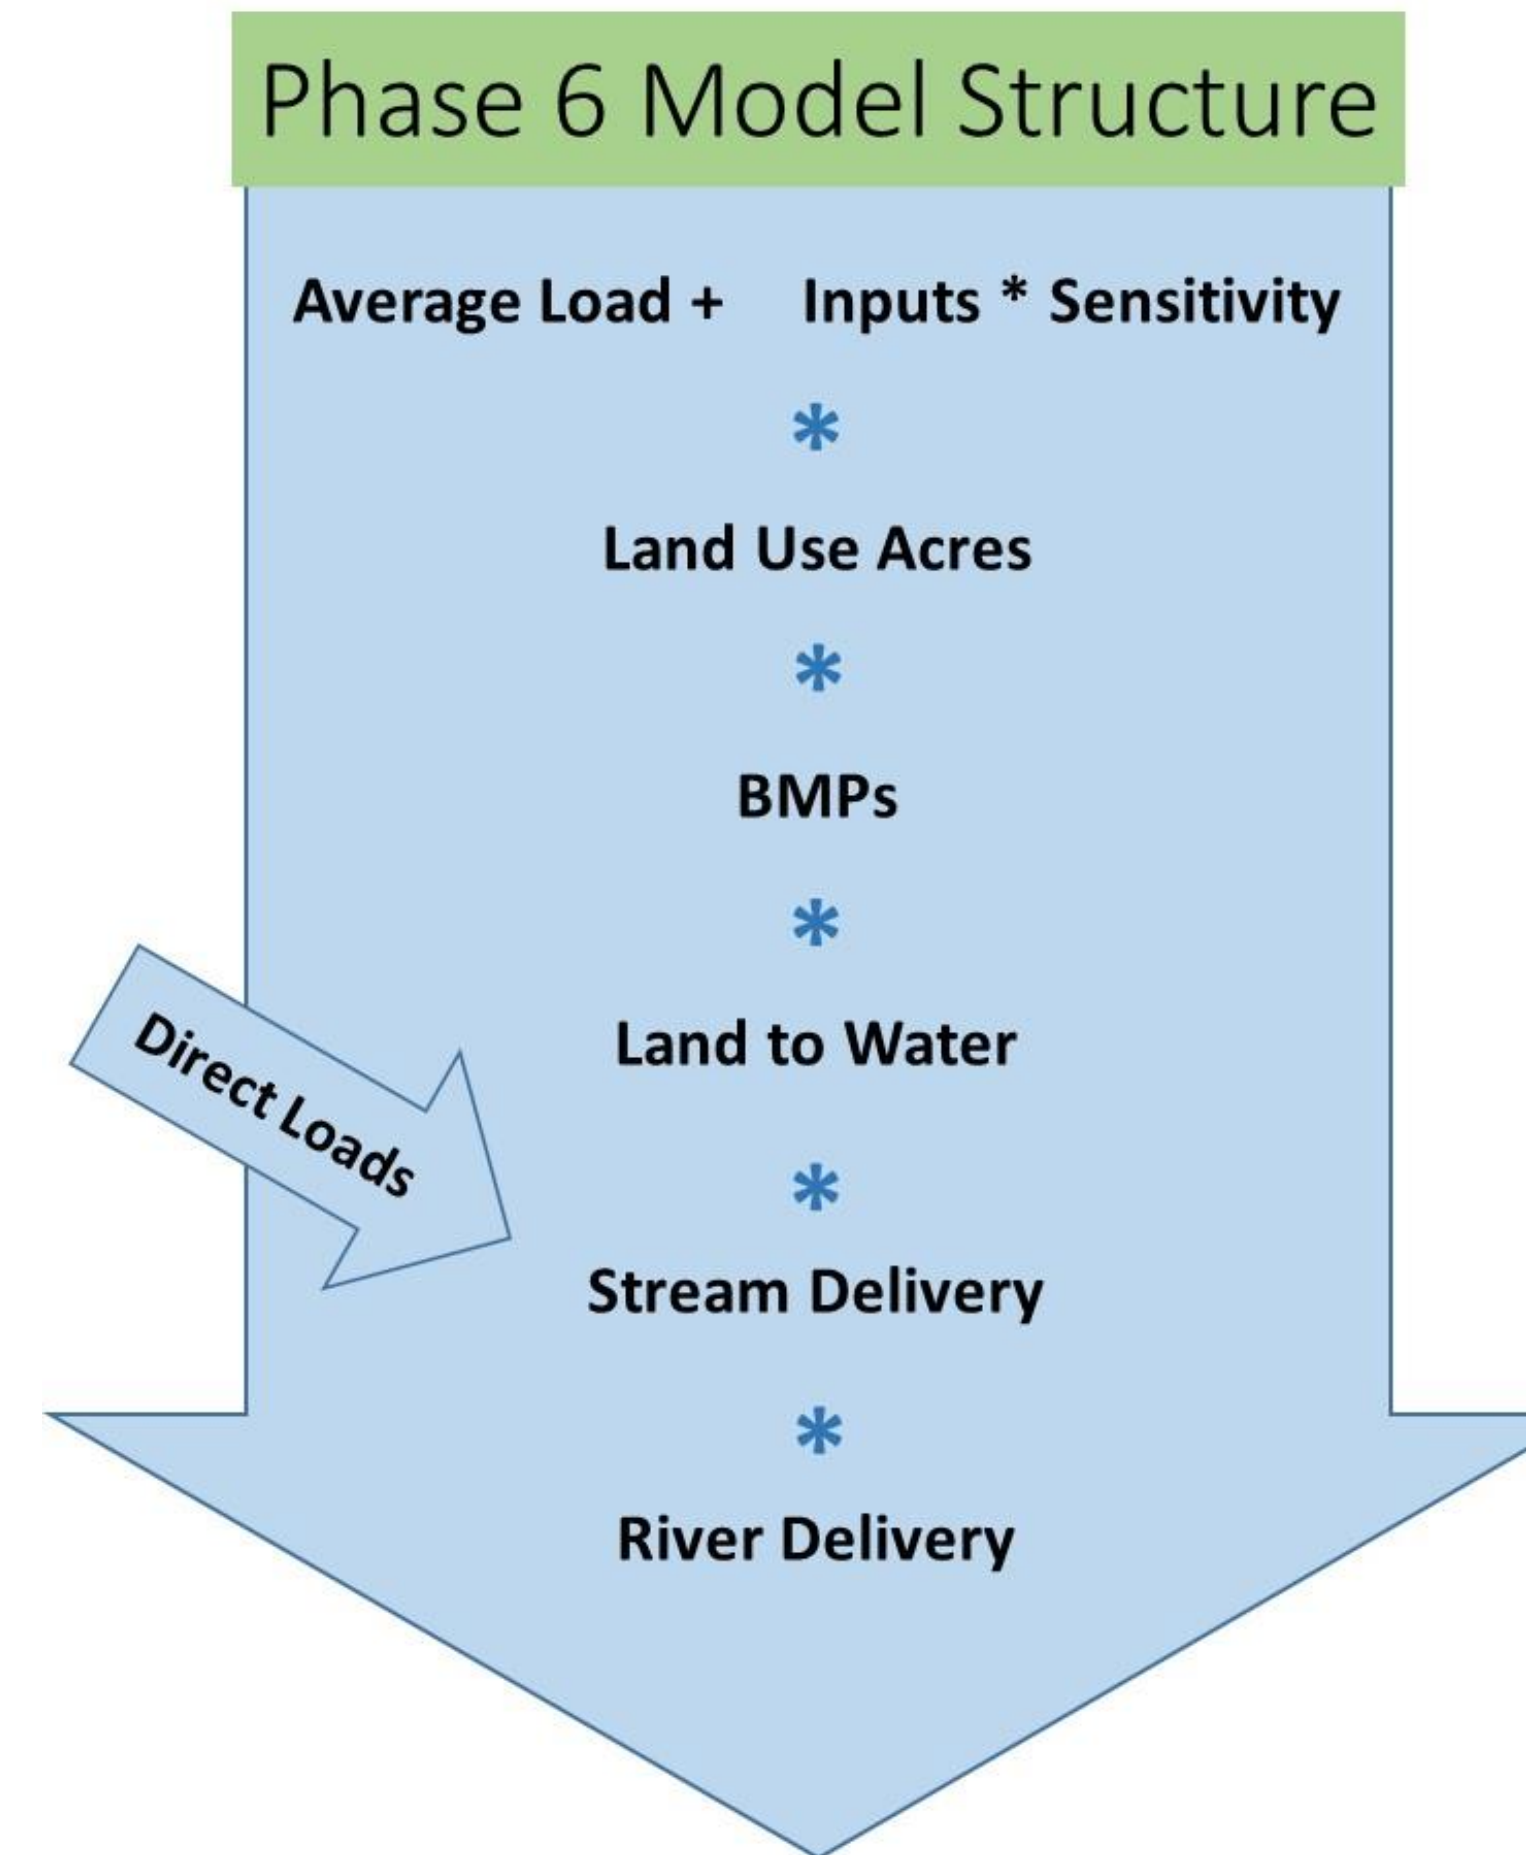 Phase 6 Model Structure
Average Load + Inputs * Sensitivity
*
Land Use Acres
*
BMPs
*
Land to Water
Direct Loads
*
Stream Delivery
*
River Delivery